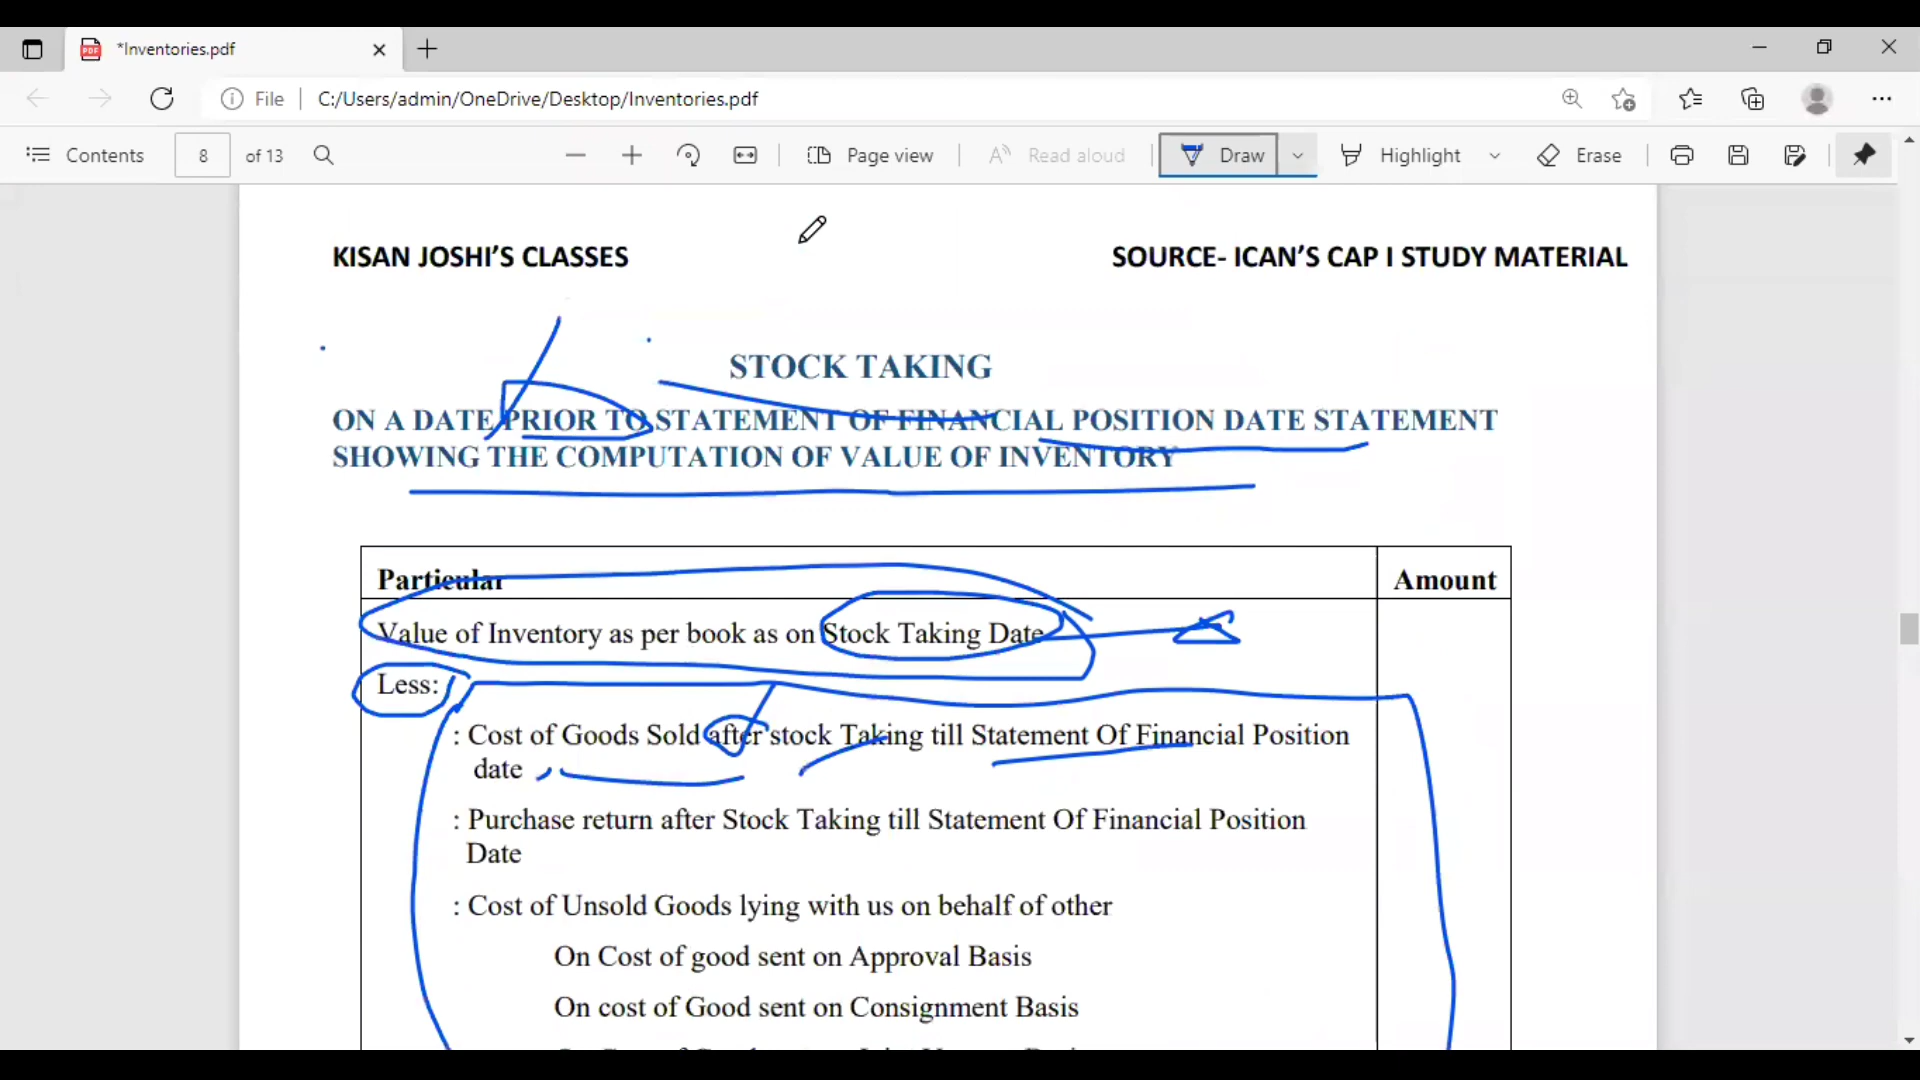 *Inventories.pdf
File
C:/Users/admin/OneDrive/Desktop/Inventories.pdf
Contents
8
of 13
Page view
Read aloud
Draw
Highlight
Erase
KISAN JOSHI'S CLASSES
SOURCE- ICAN'S CAP I STUDY MATERIAL
STOCK TAKING
ON A DATE PRIOR TO STATEMENT OF FINANCIAL POSITION DATE STATEMENT
SHOWING THE COMPUTATION OF VALUE OF INVENTORY
Particular
Amount
Value of Inventory as per book as on Stock Taking Date
Less:
: Cost of Goods Sold after stock Taking till Statement Of Financial Position
date
: Purchase return after Stock Taking till Statement Of Financial Position
Date
: Cost of Unsold Goods lying with us on behalf of other
On Cost of good sent on Approval Basis
On cost of Good sent on Consignment Basis